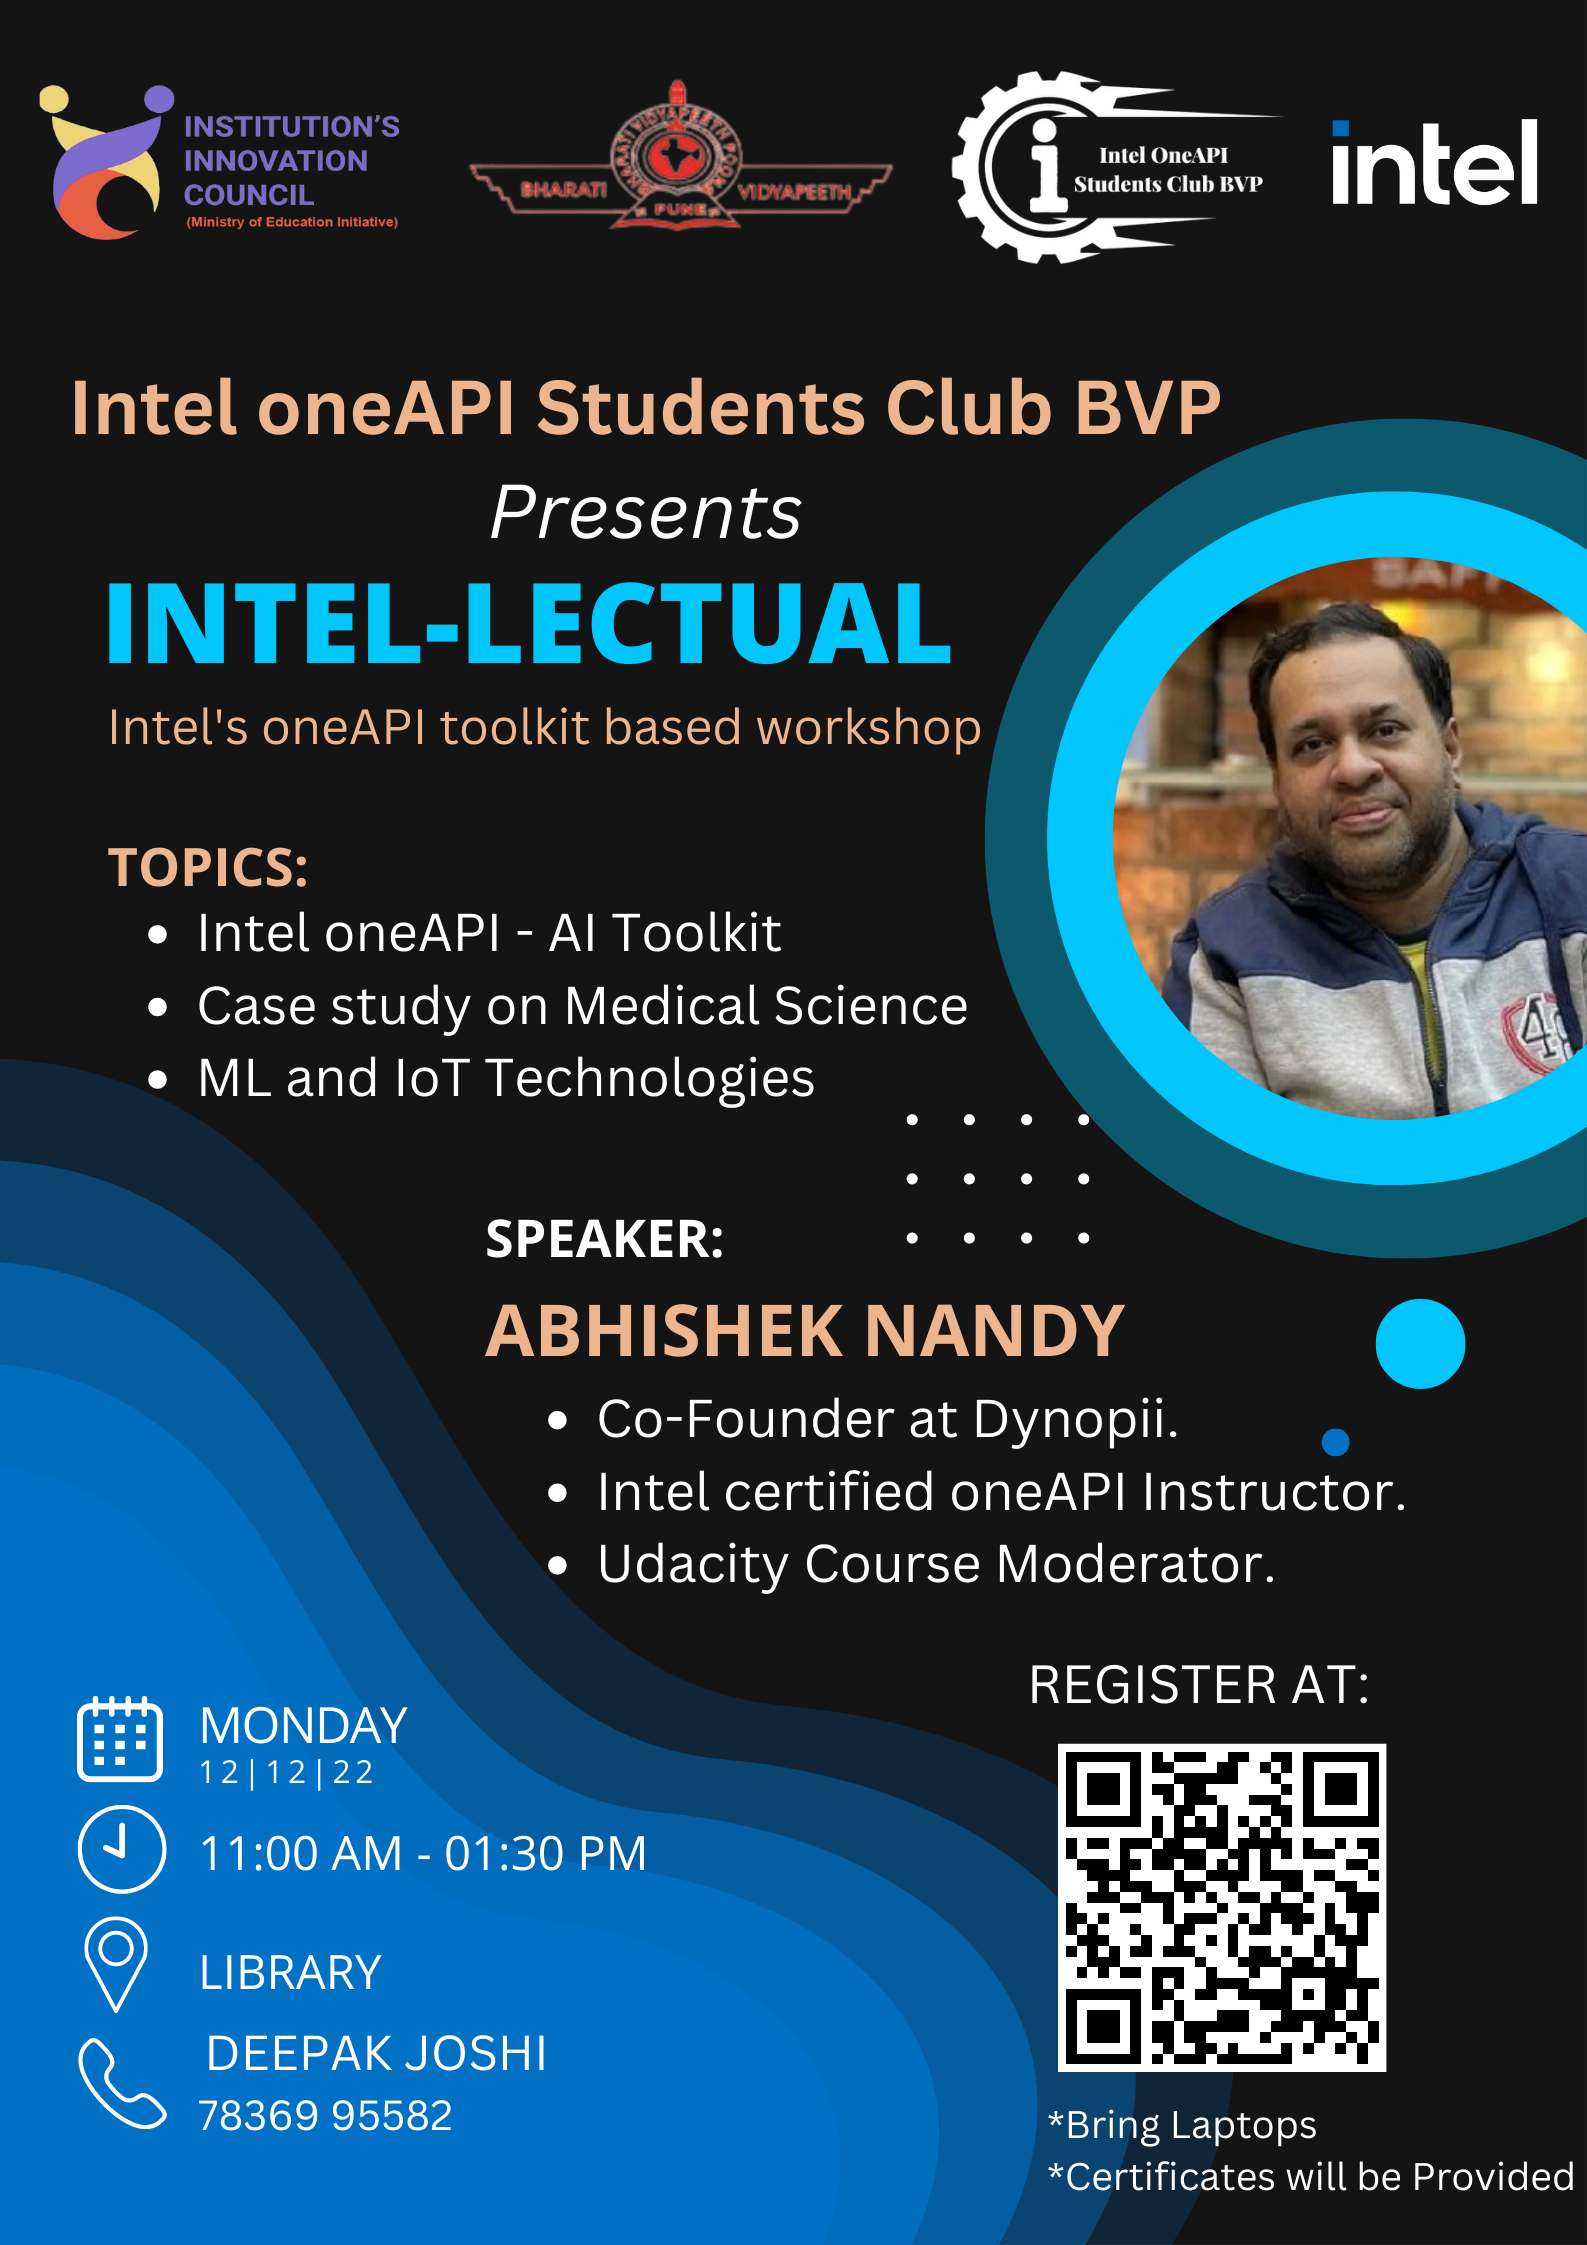 INSTITUTION'S
INNOVATION
COUNCIL
(Ministry of Education Initiative)
BHARATI VIDYAPEETH POONA
BHARATI
VIDYAPEETH
PUNE
i
Intel OneAPI
Students Club BVP
intel
Intel oneAPI Students Club BVP
Presents
INTEL-LECTUAL
Intel's oneAPI toolkit based workshop
TOPICS:
• Intel oneAPI - AI Toolkit
• Case study on Medical Science
• ML and IoT Technologies
SPEAKER:
ABHISHEK NANDY
• Co-Founder at Dynopii.
• Intel certified oneAPI Instructor.
• Udacity Course Moderator.
REGISTER AT:
MONDAY
12|12|22
11:00 AM - 01:30 PM
LIBRARY
DEEPAK JOSHI
78369 95582
*Bring Laptops
*Certificates will be Provided